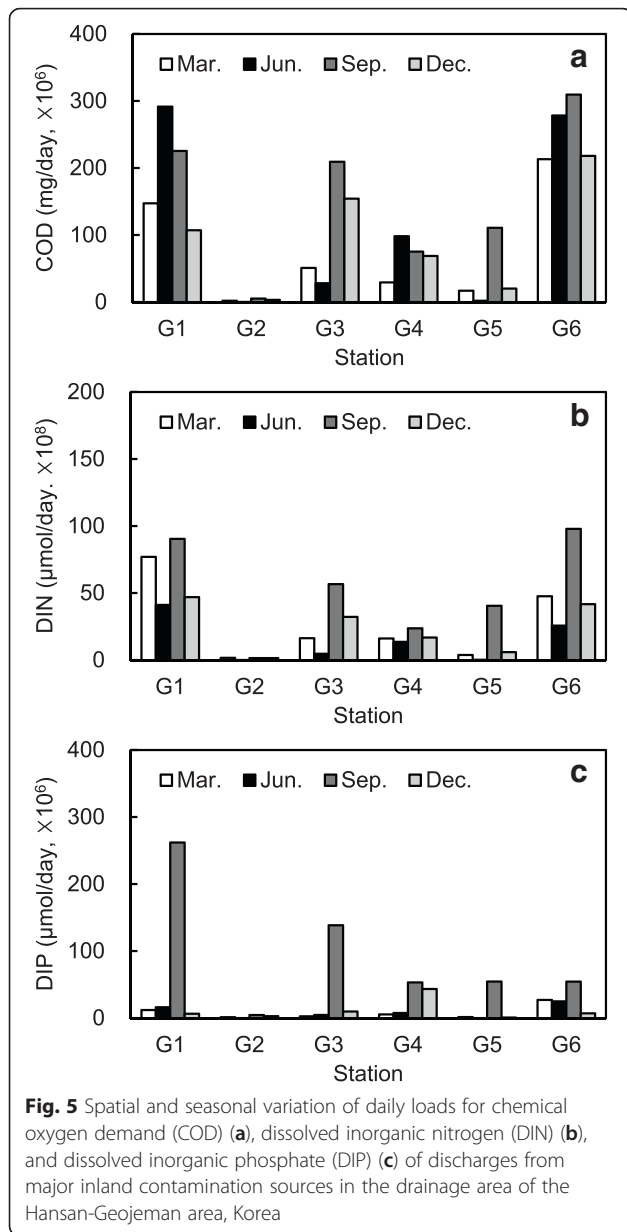 400
300
200
100
0
COD (mg/day, ×10⁶)
Mar. Jun. Sep. Dec.
a
G1 G2 G3 G4 G5 G6
Station
200
150
100
50
0
DIN (µmol/day. ×10⁸)
Mar. Jun. Sep. Dec.
b
G1 G2 G3 G4 G5 G6
Station
400
300
200
100
0
DIP (µmol/day, ×10⁶)
Mar. Jun. Sep. Dec.
c
G1 G2 G3 G4 G5 G6
Station
Fig. 5 Spatial and seasonal variation of daily loads for chemical
oxygen demand (COD) (a), dissolved inorganic nitrogen (DIN) (b),
and dissolved inorganic phosphate (DIP) (c) of discharges from
major inland contamination sources in the drainage area of the
Hansan-Geojeman area, Korea